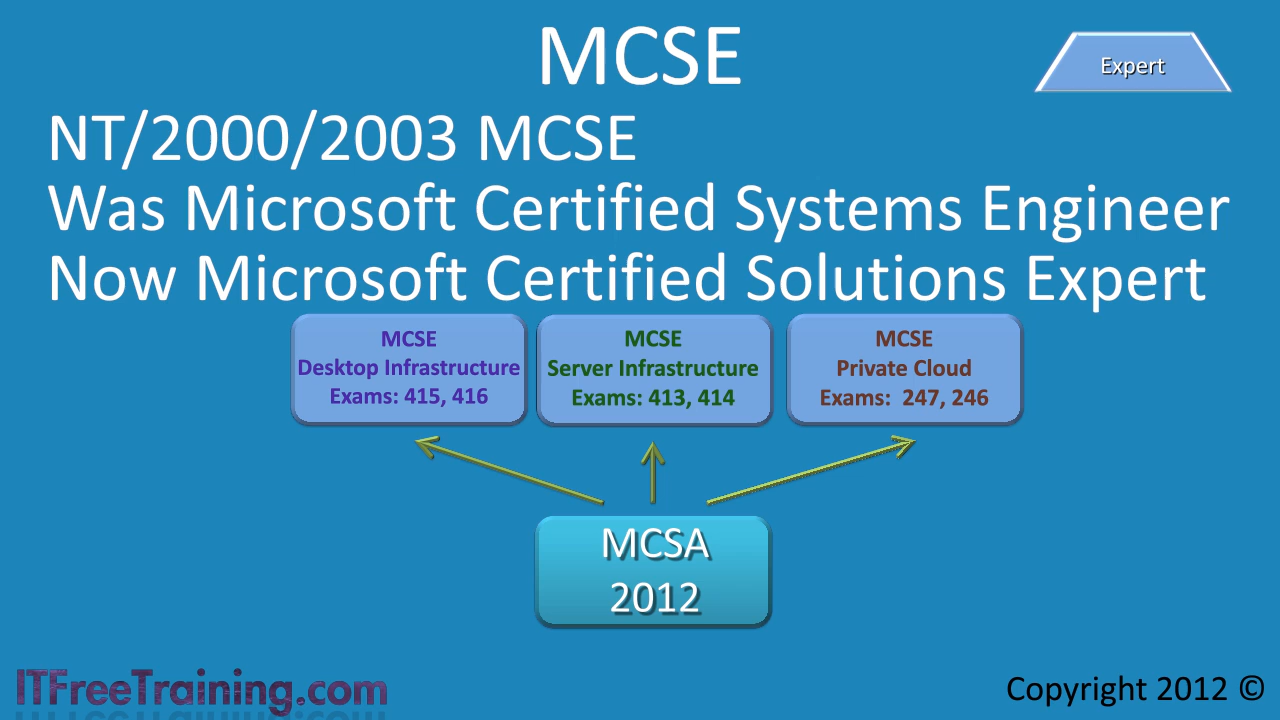 MCSE
Expert
NT/2000/2003 MCSE
Was Microsoft Certified Systems Engineer
Now Microsoft Certified Solutions Expert
MCSE
Desktop Infrastructure
Exams: 415, 416
MCSE
Server Infrastructure
Exams: 413, 414
MCSE
Private Cloud
Exams:  247, 246
MCSA
2012
ITFreeTraining.com
Copyright 2012 ©